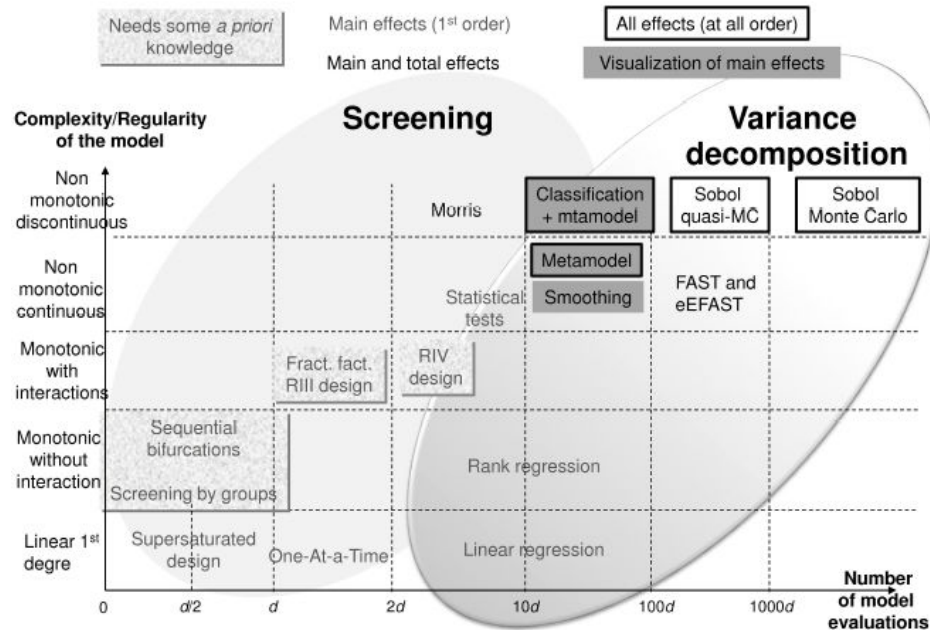 Needs some a priori
knowledge
Main effects (1st order)
Main and total effects
All effects (at all order)
Visualization of main effects
Complexity/Regularity
of the model
Screening
Variance
decomposition
Non
monotonic
discontinuous
Morris
Classification
+ mtamodel
Sobol
quasi-MC
Sobol
Monte Carlo
Non
monotonic
continuous
Metamodel
Smoothing
Statistical
tests
FAST and
eEFAST
Monotonic
with
interactions
Fract. fact.
RIII design
RIV
design
Monotonic
without
interaction
Sequential
bifurcations
Screening by groups
Rank regression
Linear 1st
degre
Supersaturated
design
One-At-a-Time
Linear regression
0
d/2
d
2d
10d
100d
1000d
Number
of model
evaluations